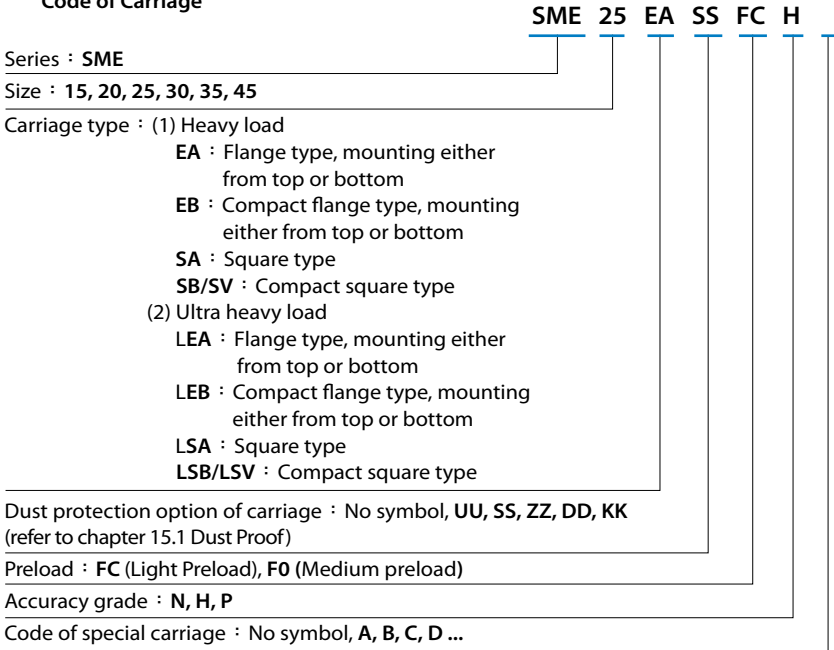 Code of Carriage
SME 25 EA SS FC H
Series : SME
Size : 15, 20, 25, 30, 35, 45
Carriage type : (1) Heavy load
EA : Flange type, mounting either
from top or bottom
EB : Compact flange type, mounting
either from top or bottom
SA : Square type
SB/SV : Compact square type
(2) Ultra heavy load
LEA : Flange type, mounting either
from top or bottom
LEB : Compact flange type, mounting
either from top or bottom
LSA : Square type
LSB/LSV : Compact square type
Dust protection option of carriage : No symbol, UU, SS, ZZ, DD, KK
(refer to chapter 15.1 Dust Proof)
Preload : FC (Light Preload), F0 (Medium preload)
Accuracy grade : N, H, P
Code of special carriage : No symbol, A, B, C, D ...